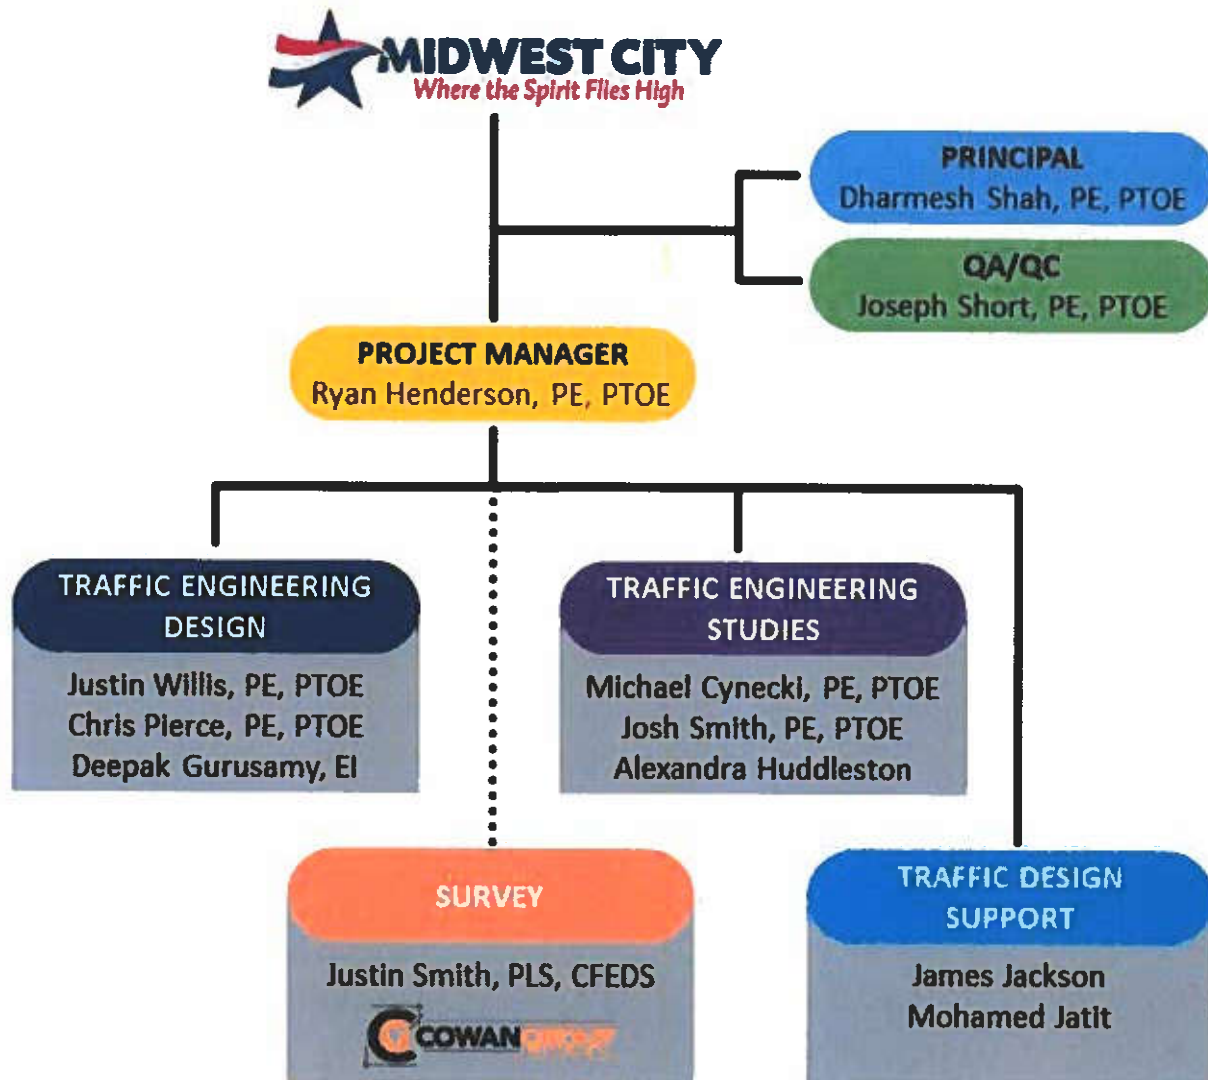 MIDWEST CITY
Where the Spirit Flies High
PRINCIPAL
Dharmesh Shah, PE, PTOE
QA/QC
Joseph Short, PE, PTOE
PROJECT MANAGER
Ryan Henderson, PE, PTOE
TRAFFIC ENGINEERING
DESIGN
Justin Willis, PE, PTOE
Chris Pierce, PE, PTOE
Deepak Gurusamy, EI
TRAFFIC ENGINEERING
STUDIES
Michael Cynecki, PE, PTOE
Josh Smith, PE, PTOE
Alexandra Huddleston
SURVEY
Justin Smith, PLS, CFEDS
COWAN
TRAFFIC DESIGN
SUPPORT
James Jackson
Mohamed Jatit